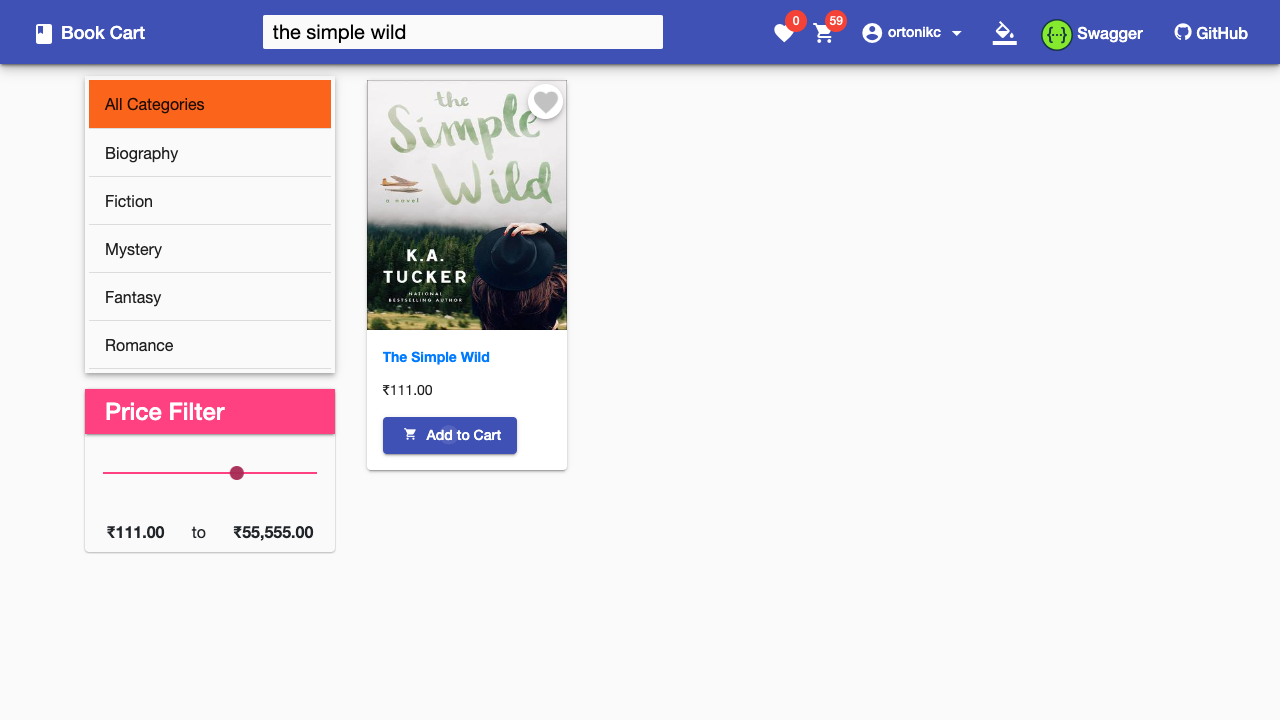 Book Cart
the simple wild
0
59
ortonikc
Swagger
GitHub
All Categories
Biography
Fiction
Mystery
Fantasy
Romance
Price Filter
₹111.00 to ₹55,555.00
the
Simple
Wild
a novel
K.A.
TUCKER
NATIONAL
BESTSELLING AUTHOR
The Simple Wild
₹111.00
Add to Cart